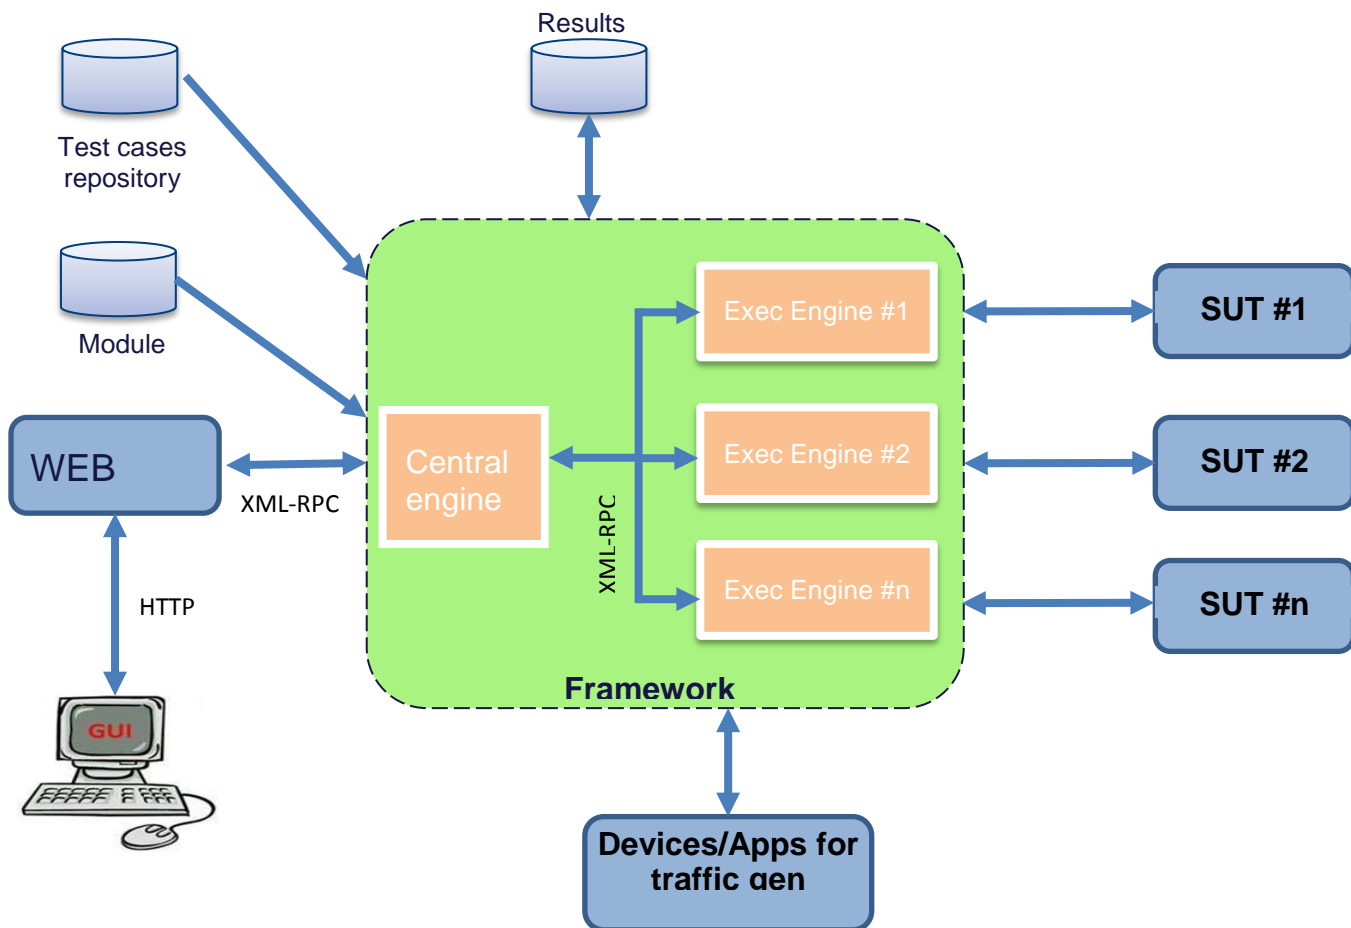 Results
Test cases
repository
Module
WEB
XML-RPC
HTTP
GUI
Central
engine
XML-RPC
Exec Engine #1
Exec Engine #2
Exec Engine #n
Framework
SUT #1
SUT #2
SUT #n
Devices/Apps for
traffic gen